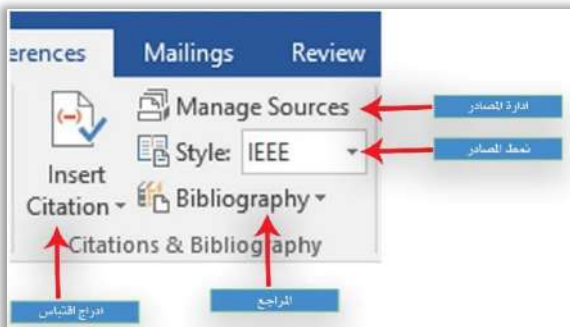 erences Mailings Review
Manage Sources
ادارة المصادر
Style: IEEE
نمط المصادر
Insert
Citation
Bibliography
Citations & Bibliography
المراجع
ادراج اقتباس